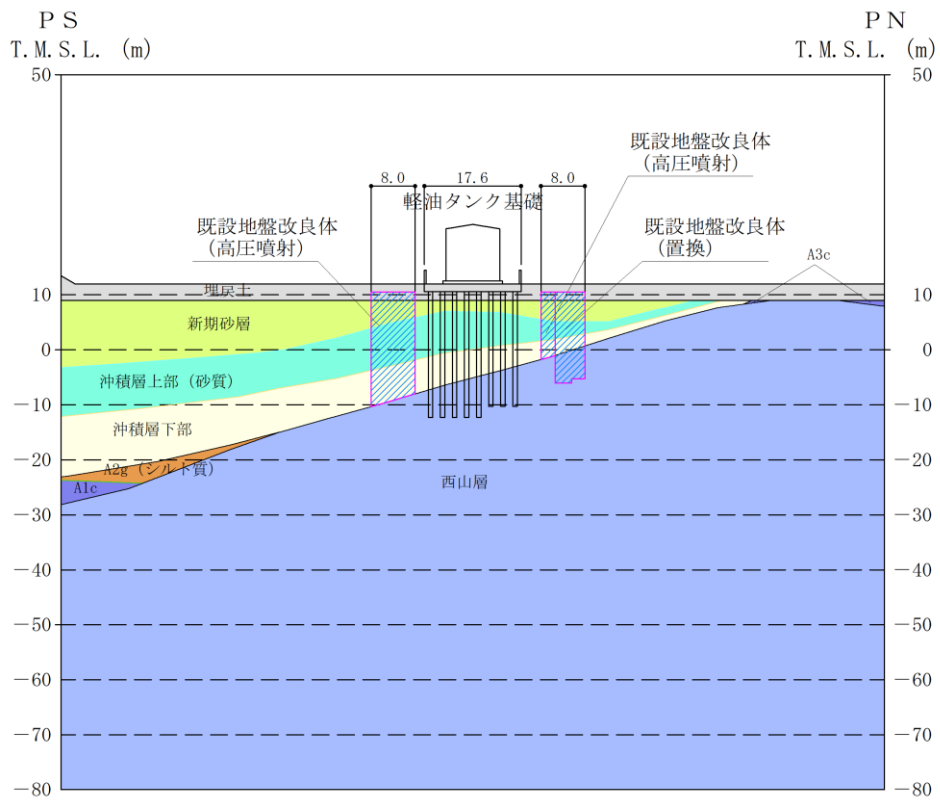 ＰＳ
T.M.S.L. (m)
ＰＮ
T.M.S.L. (m)
50
50
既設地盤改良体
(高圧噴射)
8.0
17.6
8.0
軽油タンク基礎
既設地盤改良体
(高圧噴射)
既設地盤改良体
(置換)
A3c
埋戻土
10
10
新期砂層
0
0
沖積層上部（砂質）
−10
−10
沖積層下部
−20
−20
A2g（シルト質）
A1c
西山層
−30
−30
−40
−40
−50
−50
−60
−60
−70
−70
−80
−80